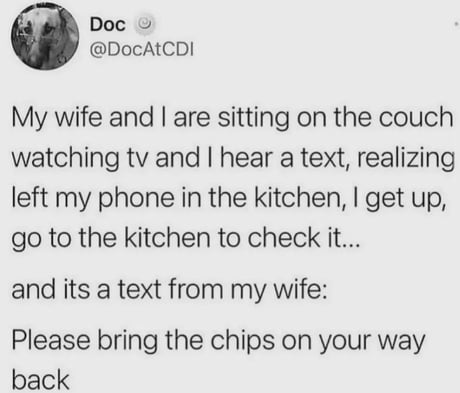 Doc
@DocAtCDI
My wife and I are sitting on the couch
watching tv and I hear a text, realizing
left my phone in the kitchen, I get up,
go to the kitchen to check it...
and its a text from my wife:
Please bring the chips on your way
back